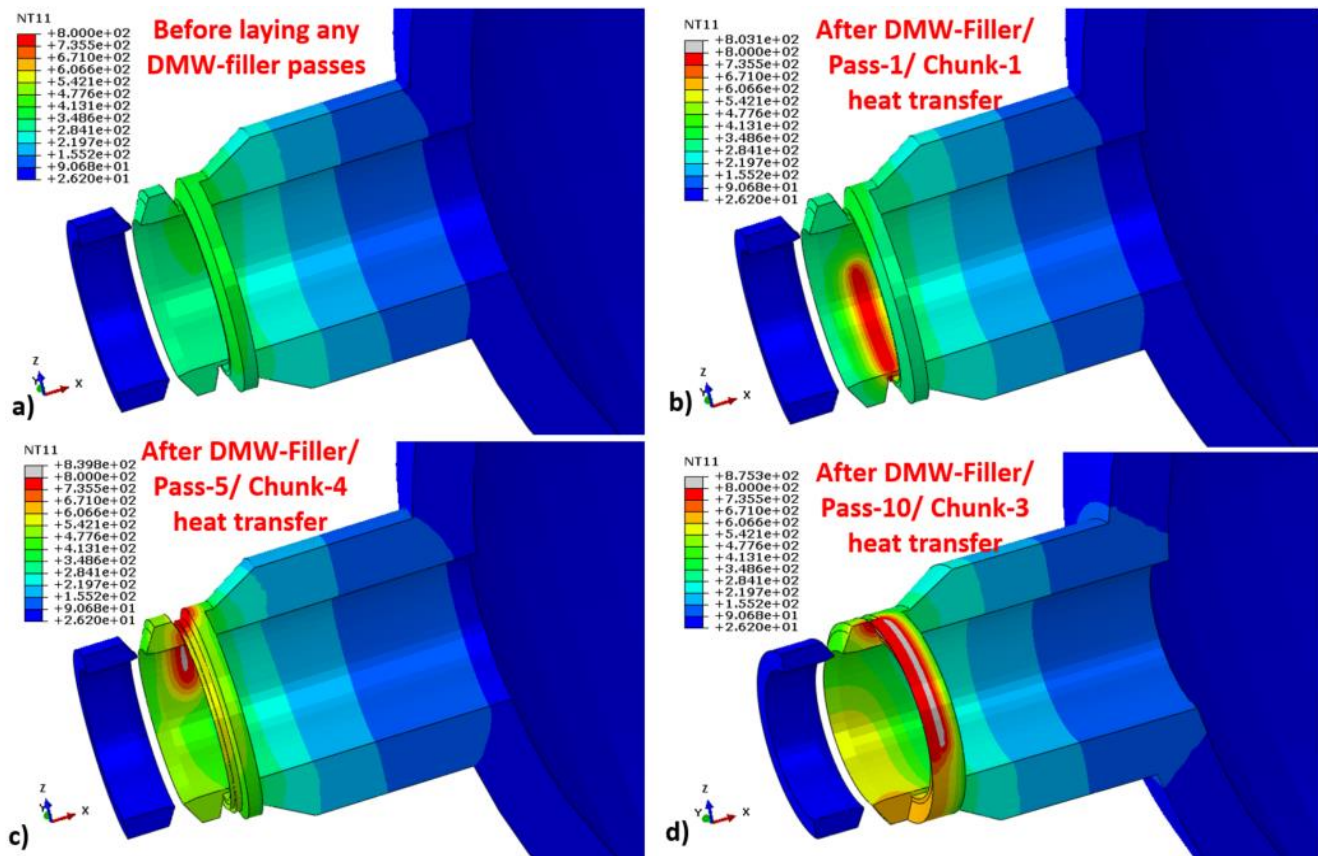 NT11
+8.000e+02
+7.355e+02
+6.710e+02
+6.066e+02
+5.421e+02
+4.776e+02
+4.131e+02
+3.486e+02
+2.841e+02
+2.197e+02
+1.552e+02
+9.068e+01
+2.620e+01
Before laying any
DMW-filler passes
Z
Y
X
a)
NT11
+8.031e+02
+8.000e+02
+7.355e+02
+6.710e+02
+6.066e+02
+5.421e+02
+4.776e+02
+4.131e+02
+3.486e+02
+2.841e+02
+2.197e+02
+1.552e+02
+9.068e+01
+2.620e+01
After DMW-Filler/
Pass-1/ Chunk-1
heat transfer
Z
Y
X
b)
NT11
+8.398e+02
+8.000e+02
+7.355e+02
+6.710e+02
+6.066e+02
+5.421e+02
+4.776e+02
+4.131e+02
+3.486e+02
+2.841e+02
+2.197e+02
+1.552e+02
+9.068e+01
+2.620e+01
After DMW-Filler/
Pass-5/ Chunk-4
heat transfer
Z
Y
X
c)
NT11
+8.753e+02
+8.000e+02
+7.355e+02
+6.710e+02
+6.066e+02
+5.421e+02
+4.776e+02
+4.131e+02
+3.486e+02
+2.841e+02
+2.197e+02
+1.552e+02
+9.068e+01
+2.620e+01
After DMW-Filler/
Pass-10/ Chunk-3
heat transfer
Z
Y
X
d)